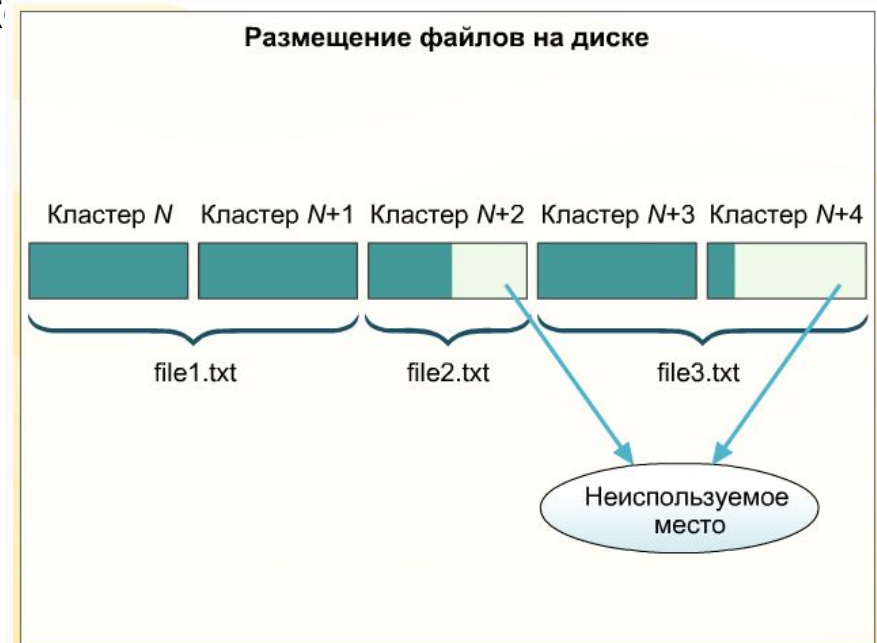 Размещение файлов на диске
Кластер N Кластер N+1 Кластер N+2 Кластер N+3 Кластер N+4
file1.txt file2.txt file3.txt
Неиспользуемое
место